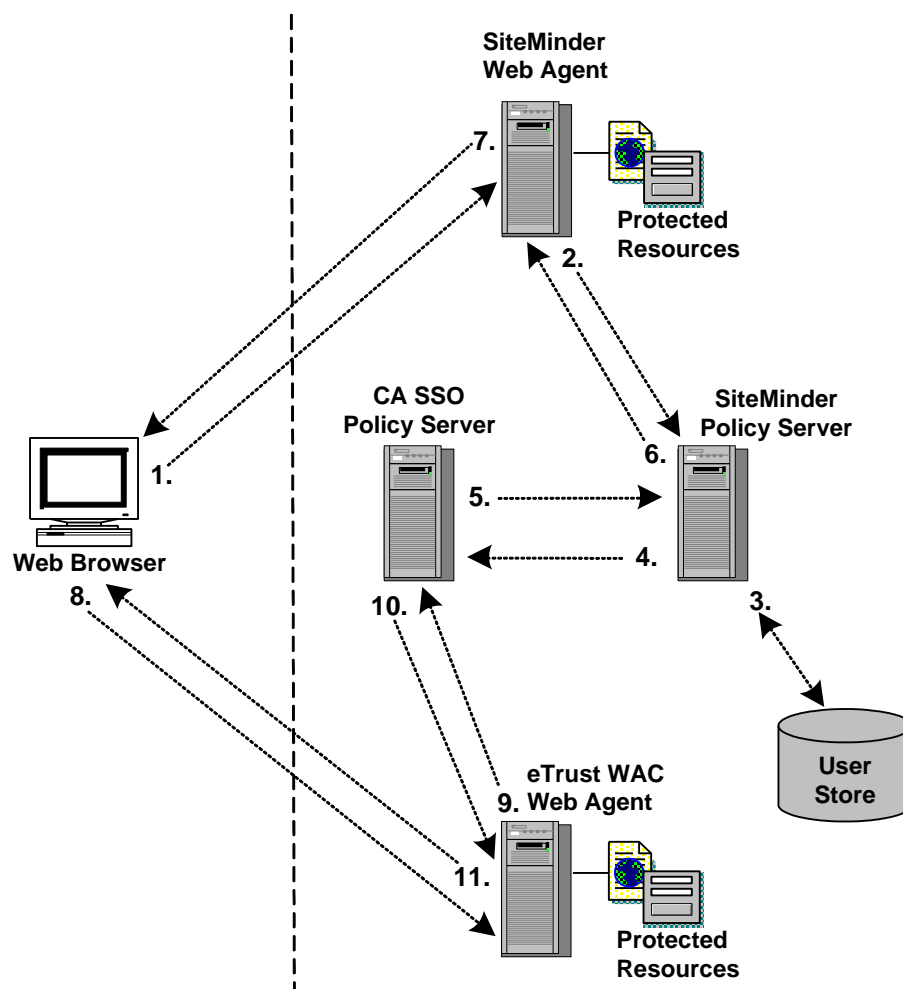 SiteMinder
Web Agent
7.
Protected
Resources
2.
CA SSO
Policy Server
SiteMinder
Policy Server
6.
1.
5.
4.
Web Browser
8.
10.
3.
User
Store
eTrust WAC
Web Agent
9.
11.
Protected
Resources